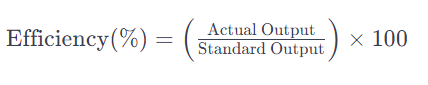 Efficiency(%) = (Actual Output / Standard Output) × 100